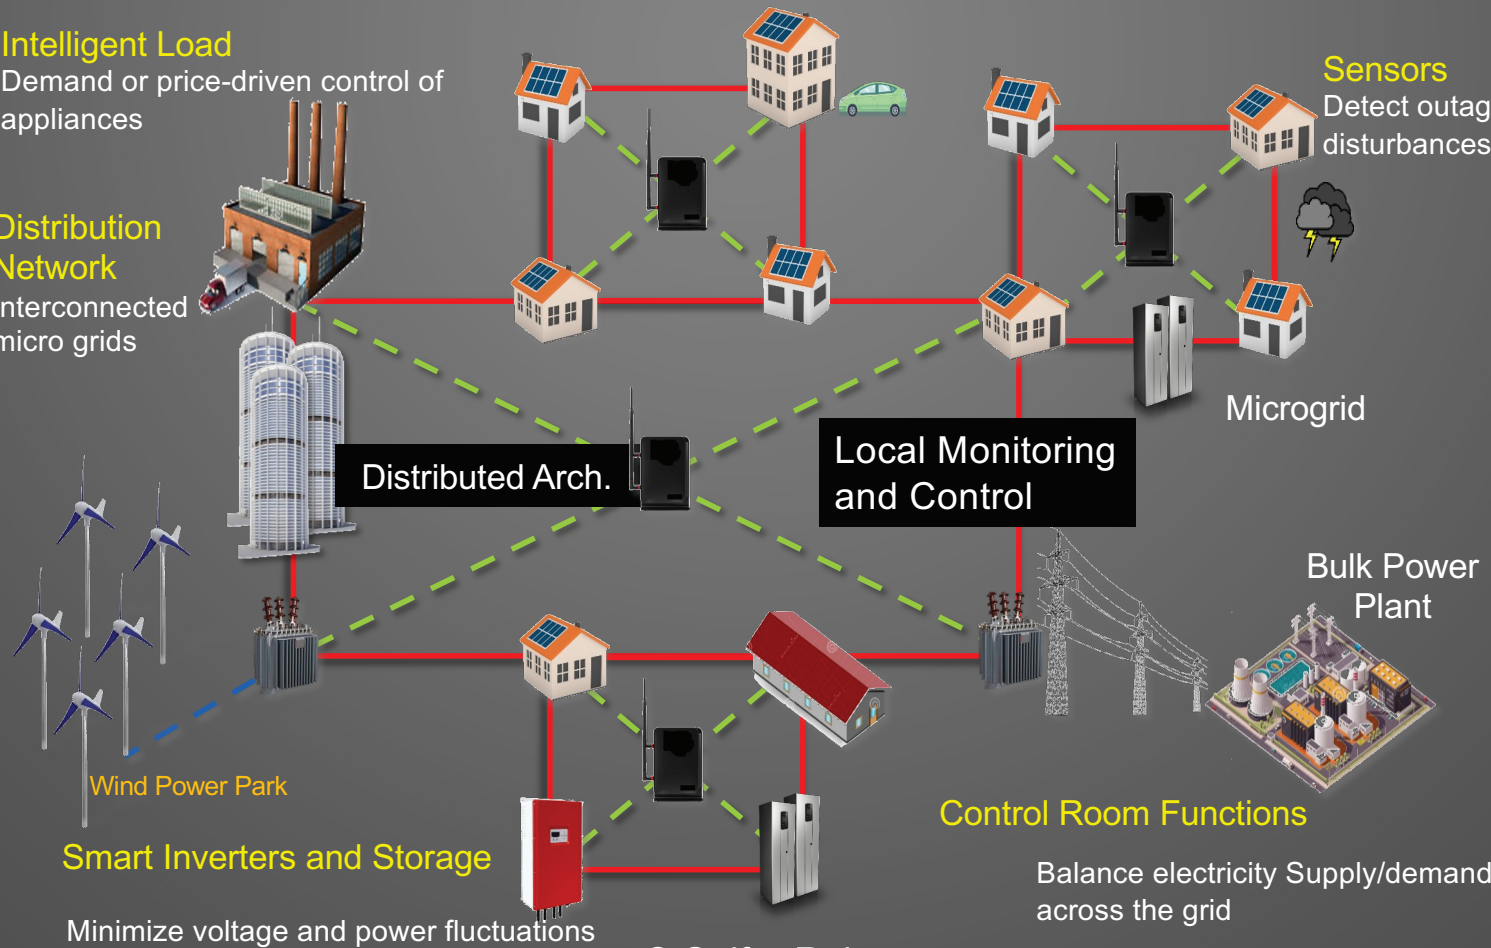 Intelligent Load
Demand or price-driven control of
appliances
Sensors
Detect outag
disturbances
Distribution
Network
nterconnected
micro grids
Microgrid
Distributed Arch.
Local Monitoring
and Control
Bulk Power
Plant
Wind Power Park
Control Room Functions
Smart Inverters and Storage
Balance electricity Supply/demand
across the grid
Minimize voltage and power fluctuations